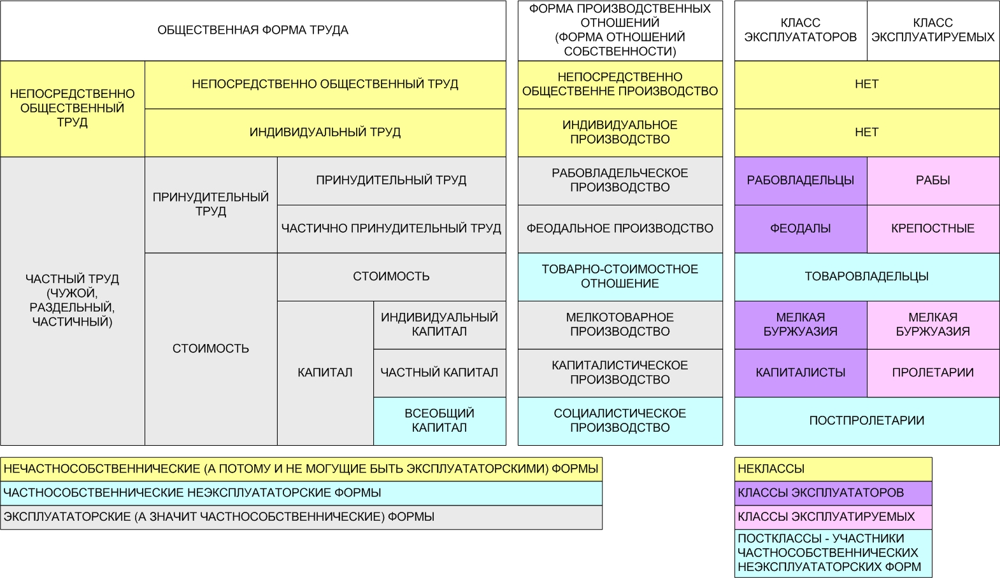 ОБЩЕСТВЕННАЯ ФОРМА ТРУДА
ФОРМА ПРОИЗВОДСТВЕННЫХ
ОТНОШЕНИЙ
(ФОРМА ОТНОШЕНИЙ
СОБСТВЕННОСТИ)
КЛАСС
ЭКСПЛУАТАТОРОВ
КЛАСС
ЭКСПЛУАТИРУЕМЫХ
НЕПОСРЕДСТВЕННО
ОБЩЕСТВЕННЫЙ
ТРУД
НЕПОСРЕДСТВЕННО ОБЩЕСТВЕННЫЙ ТРУД
НЕПОСРЕДСТВЕННО
ОБЩЕСТВЕННЕ ПРОИЗВОДСТВО
НЕТ
ИНДИВИДУАЛЬНЫЙ ТРУД
ИНДИВИДУАЛЬНОЕ
ПРОИЗВОДСТВО
НЕТ
ЧАСТНЫЙ ТРУД
(ЧУЖОЙ,
РАЗДЕЛЬНЫЙ,
ЧАСТИЧНЫЙ)
ПРИНУДИТЕЛЬНЫЙ
ТРУД
ПРИНУДИТЕЛЬНЫЙ ТРУД
РАБОВЛАДЕЛЬЧЕСКОЕ
ПРОИЗВОДСТВО
РАБОВЛАДЕЛЬЦЫ
РАБЫ
ЧАСТИЧНО ПРИНУДИТЕЛЬНЫЙ ТРУД
ФЕОДАЛЬНОЕ ПРОИЗВОДСТВО
ФЕОДАЛЫ
КРЕПОСТНЫЕ
СТОИМОСТЬ
СТОИМОСТЬ
ТОВАРНО-СТОИМОСТНОЕ
ОТНОШЕНИЕ
ТОВАРОВЛАДЕЛЬЦЫ
КАПИТАЛ
ИНДИВИДУАЛЬНЫЙ
КАПИТАЛ
МЕЛКОТОВАРНОЕ
ПРОИЗВОДСТВО
МЕЛКАЯ
БУРЖУАЗИЯ
МЕЛКАЯ
БУРЖУАЗИЯ
ЧАСТНЫЙ КАПИТАЛ
КАПИТАЛИСТИЧЕСКОЕ
ПРОИЗВОДСТВО
КАПИТАЛИСТЫ
ПРОЛЕТАРИИ
ВСЕОБЩИЙ
КАПИТАЛ
СОЦИАЛИСТИЧЕСКОЕ
ПРОИЗВОДСТВО
ПОСТПРОЛЕТАРИИ
НЕЧАСТНОСОБСТВЕННИЧЕСКИЕ (А ПОТОМУ И НЕ МОГУЩИЕ БЫТЬ ЭКСПЛУАТАТОРСКИМИ) ФОРМЫ
ЧАСТНОСОБСТВЕННИЧЕСКИЕ НЕЭКСПЛУАТАТОРСКИЕ ФОРМЫ
ЭКСПЛУАТАТОРСКИЕ (А ЗНАЧИТ ЧАСТНОСОБСТВЕННИЧЕСКИЕ) ФОРМЫ
НЕКЛАССЫ
КЛАССЫ ЭКСПЛУАТАТОРОВ
КЛАССЫ ЭКСПЛУАТИРУЕМЫХ
ПОСТКЛАССЫ - УЧАСТНИКИ
ЧАСТНОСОБСТВЕННИЧЕСКИХ
НЕЭКСПЛУАТАТОРСКИХ ФОРМ